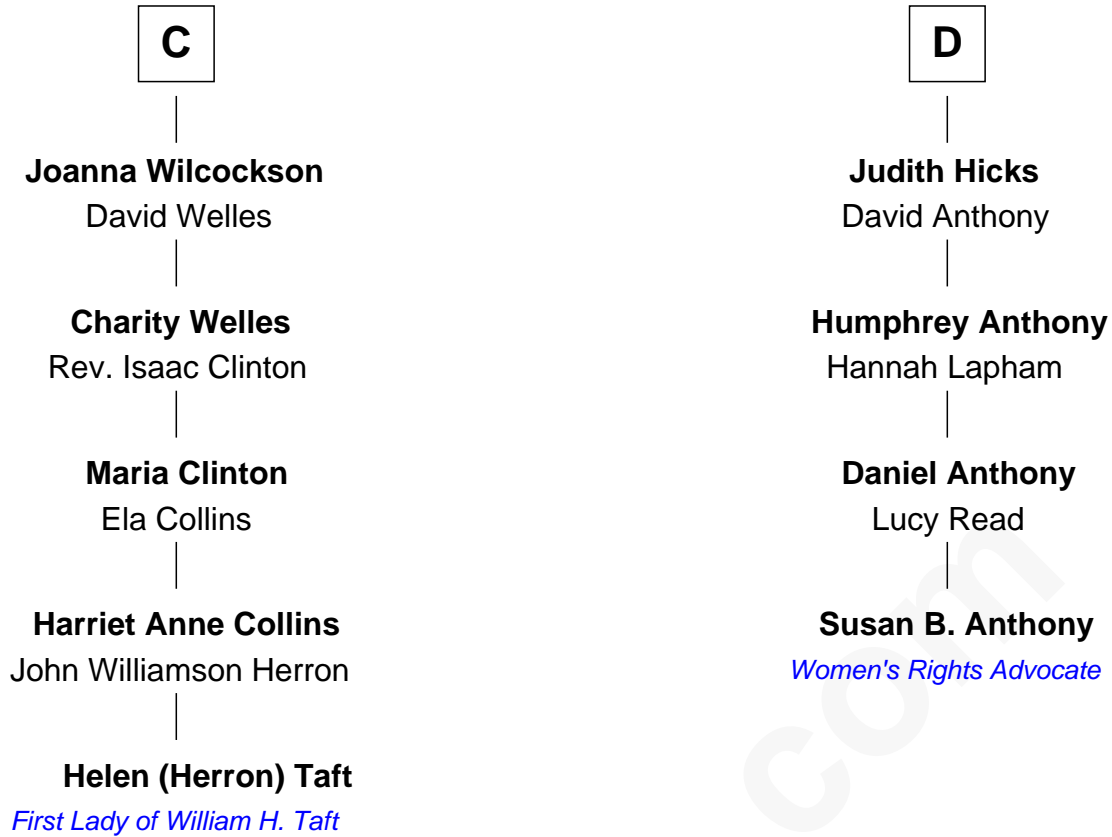 C
Joanna Wilcockson
David Welles
Charity Welles
Rev. Isaac Clinton
Maria Clinton
Ela Collins
Harriet Anne Collins
John Williamson Herron
Helen (Herron) Taft
First Lady of William H. Taft
D
Judith Hicks
David Anthony
Humphrey Anthony
Hannah Lapham
Daniel Anthony
Lucy Read
Susan B. Anthony
Women's Rights Advocate
com